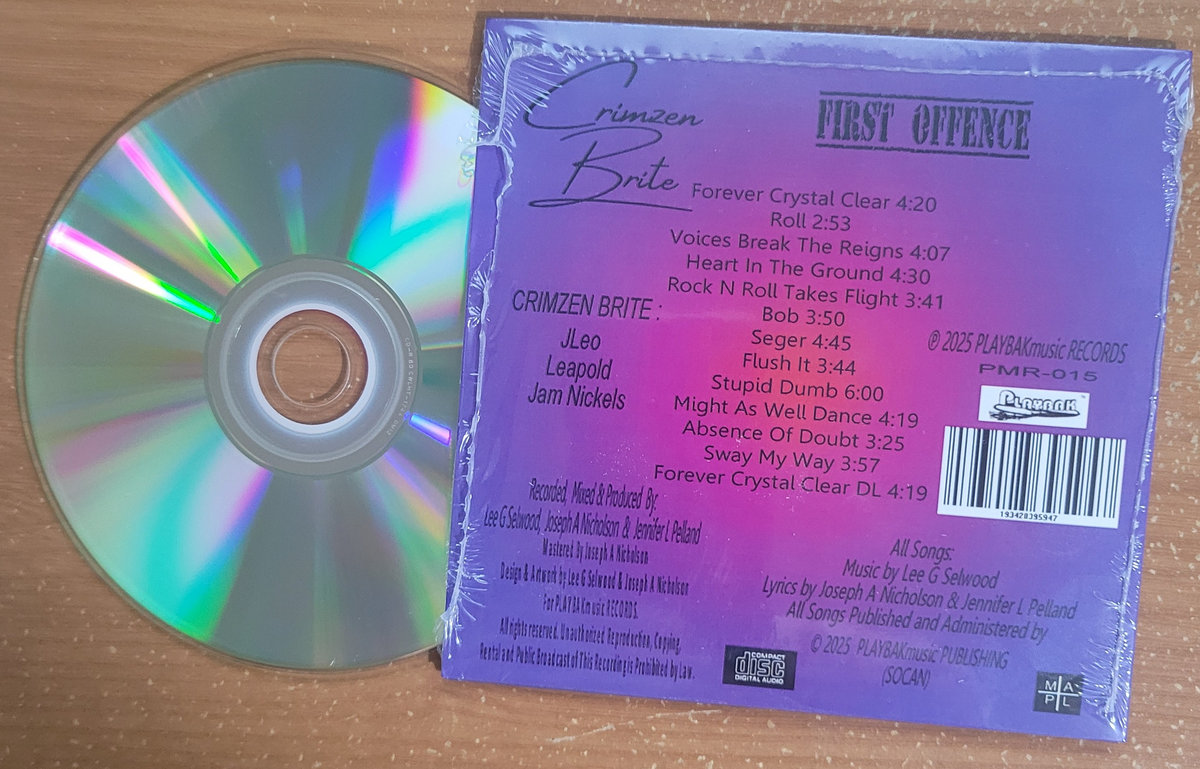 Crimzen
Brite
FIRST OFFENCE
Forever Crystal Clear 4:20
Roll 2:53
Voices Break The Reigns 4:07
Heart In The Ground 4:30
Rock N Roll Takes Flight 3:41
Bob 3:50
Seger 4:45
Flush It 3:44
Stupid Dumb 6:00
Might As Well Dance 4:19
Absence Of Doubt 3:25
Sway My Way 3:57
Forever Crystal Clear DL 4:19
CRIMZEN BRITE :
JLeo
Leapold
Jam Nickels
℗ 2025 PLAYBAKmusic RECORDS
PMR-015
PLAYBAK
193428395947
Recorded, Mixed & Produced By:
Lee G Selwood, Joseph A Nicholson & Jennifer L Pelland
Mastered By Joseph A Nicholson
Design & Artwork by Lee G Selwood & Joseph A Nicholson
For PLAYBAKmusic RECORDS.
All rights reserved. Unauthorized Reproduction, Copying,
Rental and Public Broadcast of This Recording is Prohibited by Law.
All Songs:
Music by Lee G Selwood
Lyrics by Joseph A Nicholson & Jennifer L Pelland
All Songs Published and Administered by
© 2025 PLAYBAKmusic PUBLISHING
(SOCAN)
COMPACT
disc
DIGITAL AUDIO
M A
P L